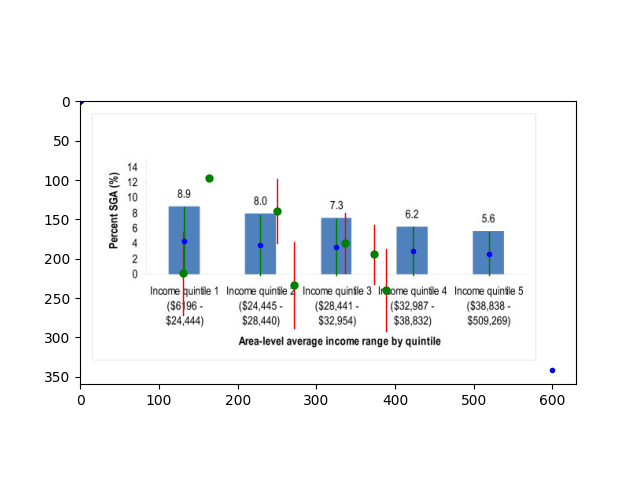 0
50
100
150
200
250
300
350
0 100 200 300 400 500 600
Percent SGA (%)
14
12
10
8
6
4
2
0
8.9 8.0 7.3 6.2 5.6
Income quintile 1 Income quintile 2 Income quintile 3 Income quintile 4 Income quintile 5
($6196 - ($24,445 - ($28,441 - ($32,987 - ($38,838 -
$24,444) $28,440) $32,954) $38,832) $509,269)
Area-level average income range by quintile